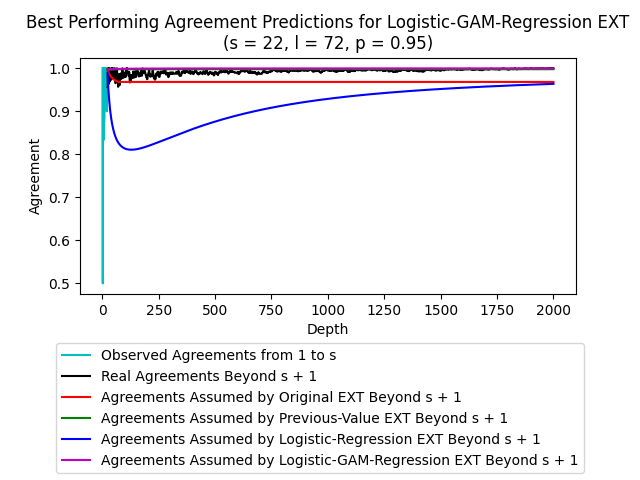 Best Performing Agreement Predictions for Logistic-GAM-Regression EXT
(s = 22, l = 72, p = 0.95)
1.0
0.9
0.8
0.7
0.6
0.5
Agreement
0 250 500 750 1000 1250 1500 1750 2000
Depth
Observed Agreements from 1 to s
Real Agreements Beyond s + 1
Agreements Assumed by Original EXT Beyond s + 1
Agreements Assumed by Previous-Value EXT Beyond s + 1
Agreements Assumed by Logistic-Regression EXT Beyond s + 1
Agreements Assumed by Logistic-GAM-Regression EXT Beyond s + 1